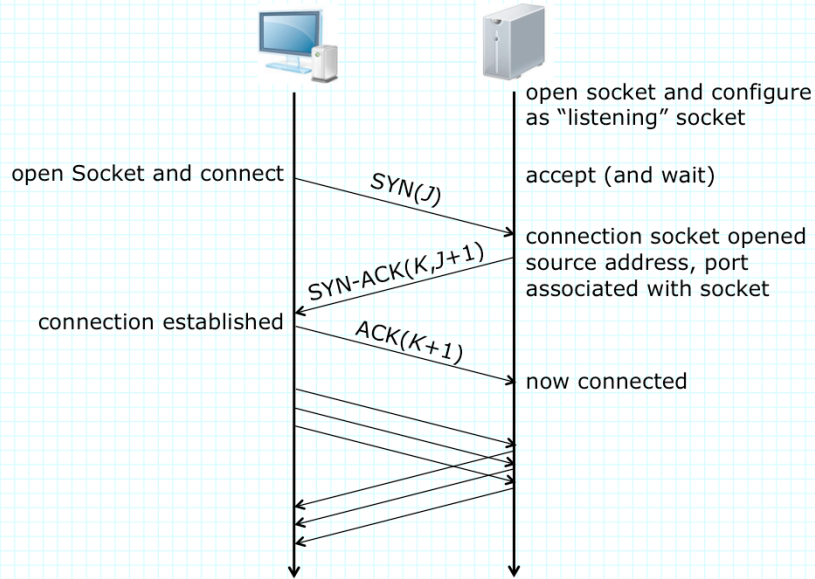 open socket and configure
as “listening” socket
open Socket and connect
SYN(J)
accept (and wait)
connection socket opened
source address, port
associated with socket
SYN-ACK(K,J+1)
connection established
ACK(K+1)
now connected